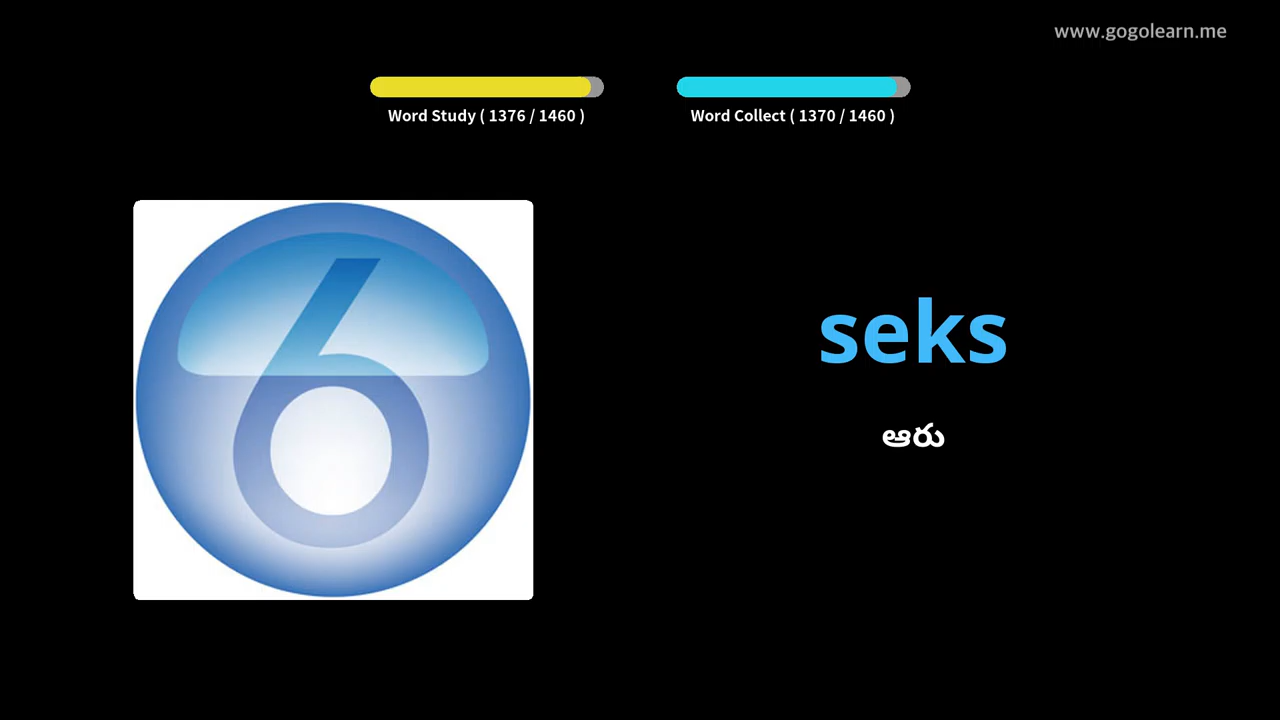 www.gogolearn.me
Word Study ( 1376 / 1460 )
Word Collect ( 1370 / 1460 )
6
seks
ఆరు